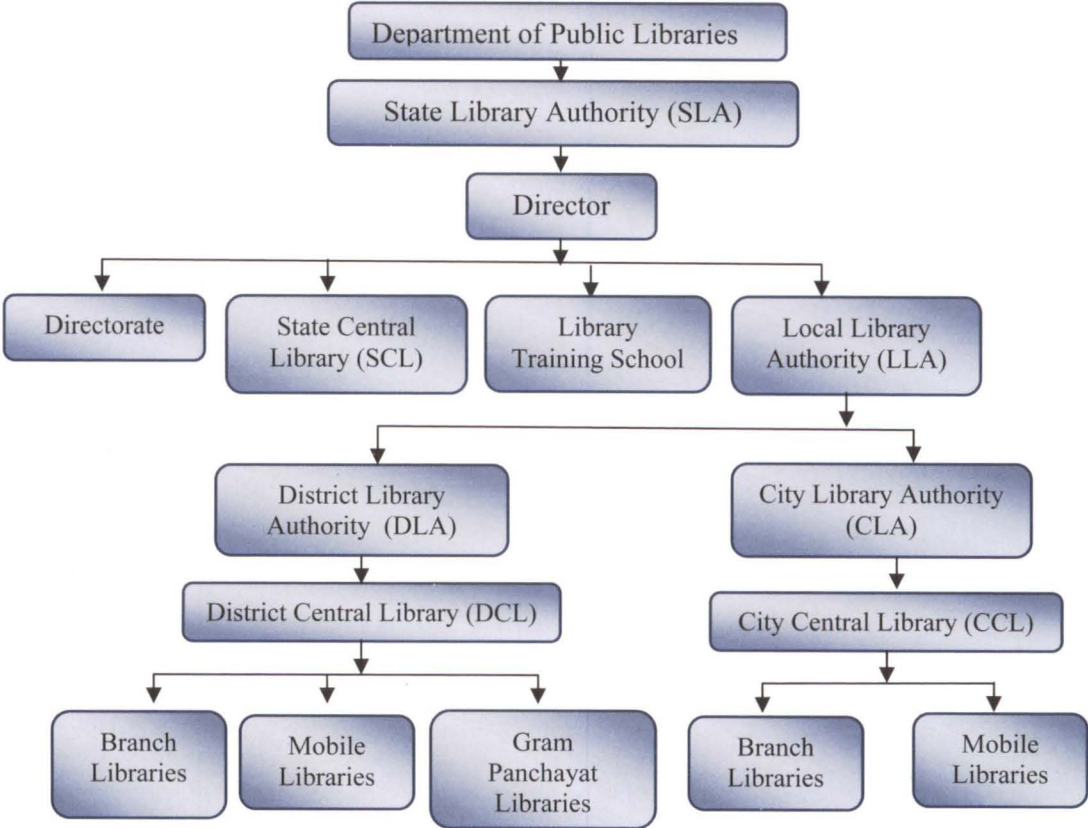 Department of Public Libraries
State Library Authority (SLA)
Director
Directorate
State Central
Library (SCL)
Library
Training School
Local Library
Authority (LLA)
District Library
Authority (DLA)
City Library Authority
(CLA)
District Central Library (DCL)
City Central Library (CCL)
Branch
Libraries
Mobile
Libraries
Gram
Panchayat
Libraries
Branch
Libraries
Mobile
Libraries